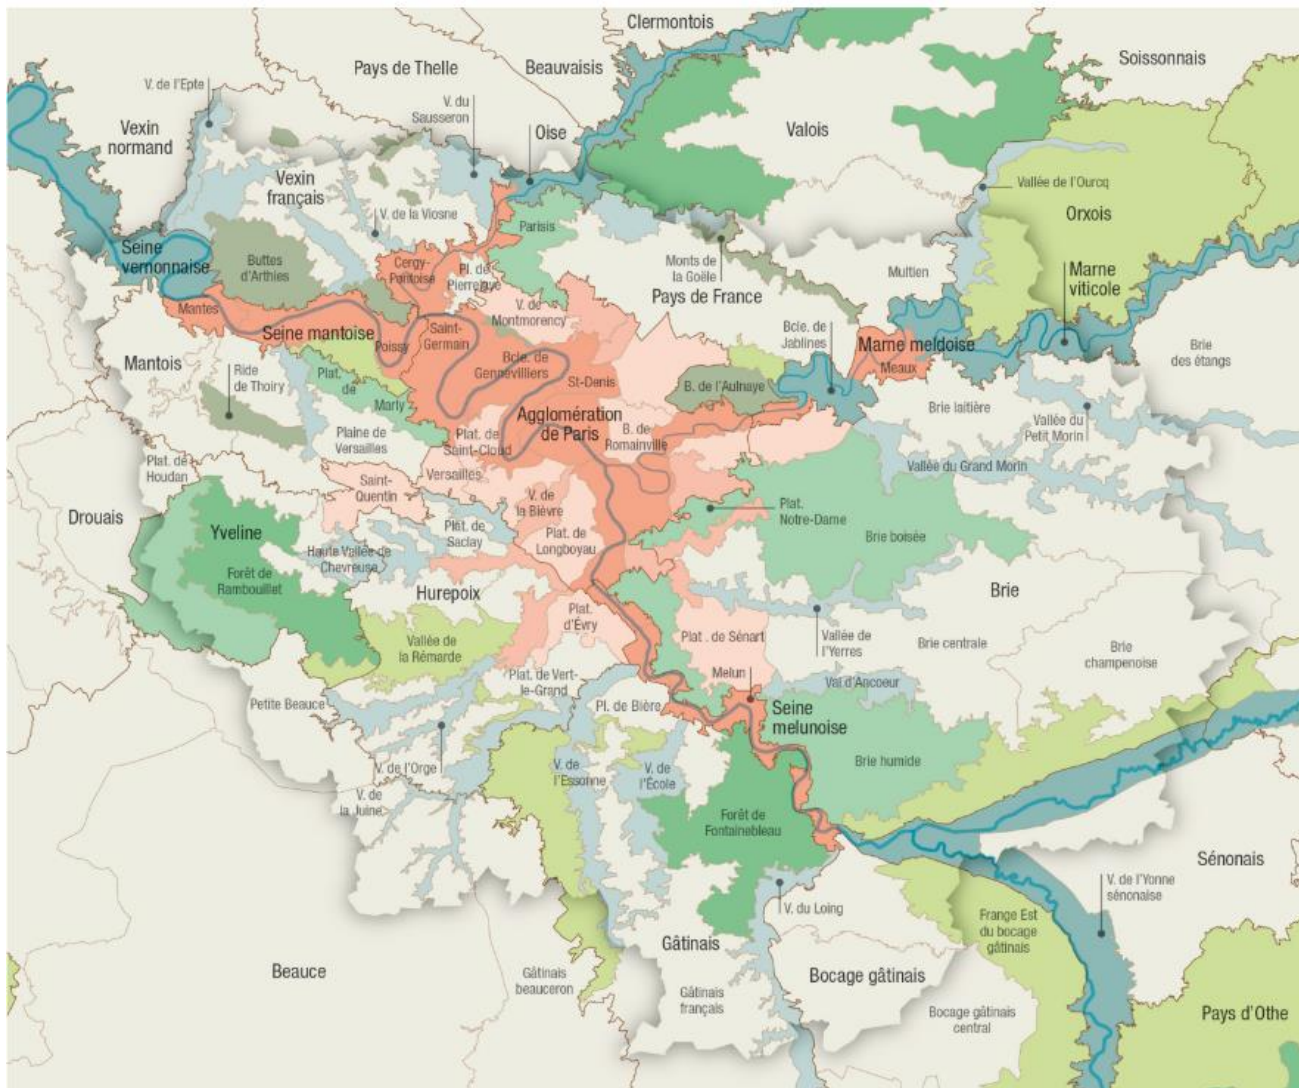 Clermontois
Soissonnais
Pays de Thelle
Beauvaisis
V. de l'Epte
V. du
Sausseron
Oise
Vexin
normand
Valois
Vexin
français
Vallée de l'Ourcq
V. de la Viosne
Orxois
Parisis
Seine
vernonnaise
Buttes
d'Arthies
Cergy-
Pontoise
Pl. de
Pierrelaye
Monts de
la Goële
Multien
Marne
viticole
Pays de France
Mantes
V. de
Montmorency
Seine mantoise
Saint-
Germain
Poissy
Bcle. de
Jablines
Marne meldoise
Meaux
Brie
des étangs
Mantois
Ride
de Thoiry
Plat.
de
Marly
Bcle. de
Gennevilliers
St-Denis
B. de l'Aulnaye
Brie laitière
Vallée du
Petit Morin
Agglomération
de Paris
B. de
Romainville
Plaine de
Versailles
Plat. de
Saint-Cloud
Plat. de
Houdan
Saint-
Quentin
Versailles
Vallée du Grand Morin
Drouais
V. de
la Bièvre
Plat.
Notre-Dame
Yveline
Plat. de
Saclay
Plat. de
Longboyau
Brie boisée
Haute Vallée de
Chevreuse
Forêt de
Rambouillet
Hurepoix
Brie
Plat.
d'Évry
Vallée de
la Rémarde
Plat. de Sénart
Vallée de
l'Yerres
Brie centrale
Brie
champenoise
Melun
Plat. de Vert-
le-Grand
Val d'Ancoeur
Petite Beauce
Pl. de Bière
Seine
melunoise
V. de l'Orge
V. de
l'Essonne
V. de
l'École
Brie humide
V. de
la Juine
Forêt de
Fontainebleau
Sénonais
V. de l'Yonne
sénonaise
V. du Loing
Frange Est
du bocage
gâtinais
Gâtinais
Beauce
Gâtinais
beauceron
Bocage gâtinais
Gâtinais
français
Bocage gâtinais
central
Pays d'Othe